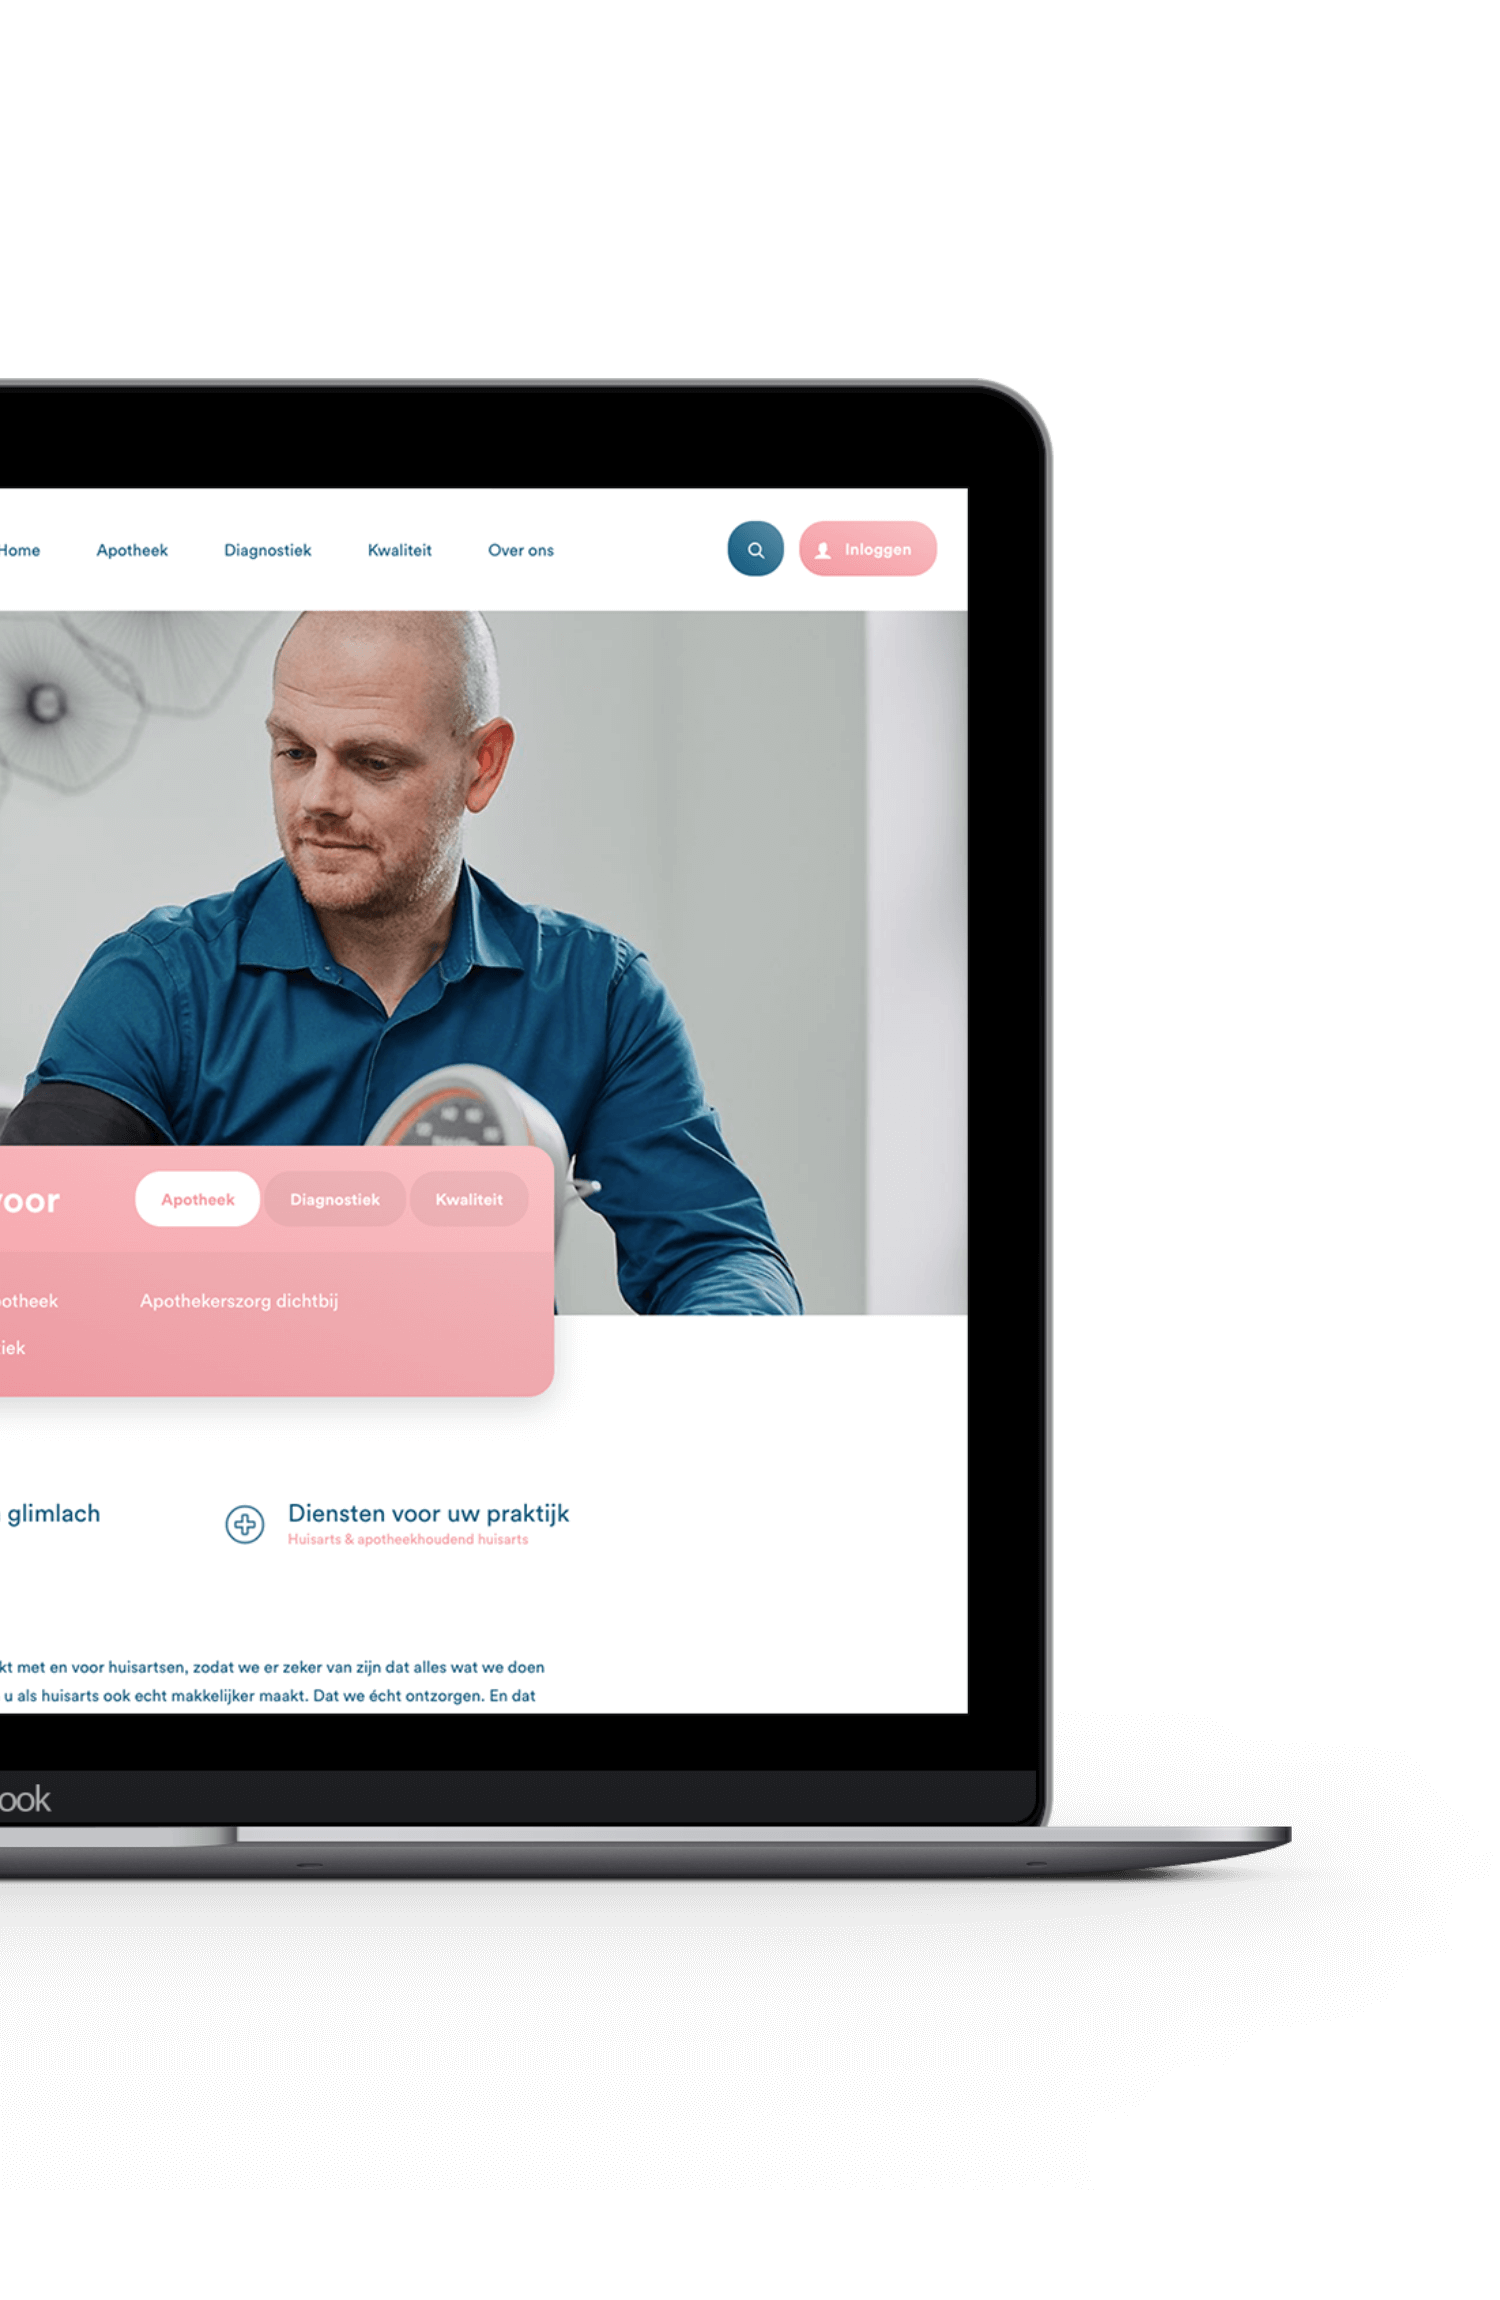 Home Apotheek Diagnostiek Kwaliteit Over ons Inloggen
voor Apotheek Diagnostiek Kwaliteit
otheek Apothekerszorg dichtbij
iek
glimlach Diensten voor uw praktijk
Huisarts & apotheekhoudend huisarts
kt met en voor huisartsen, zodat we er zeker van zijn dat alles wat we doen
u als huisarts ook echt makkelijker maakt. Dat we écht ontzorgen. En dat
ook